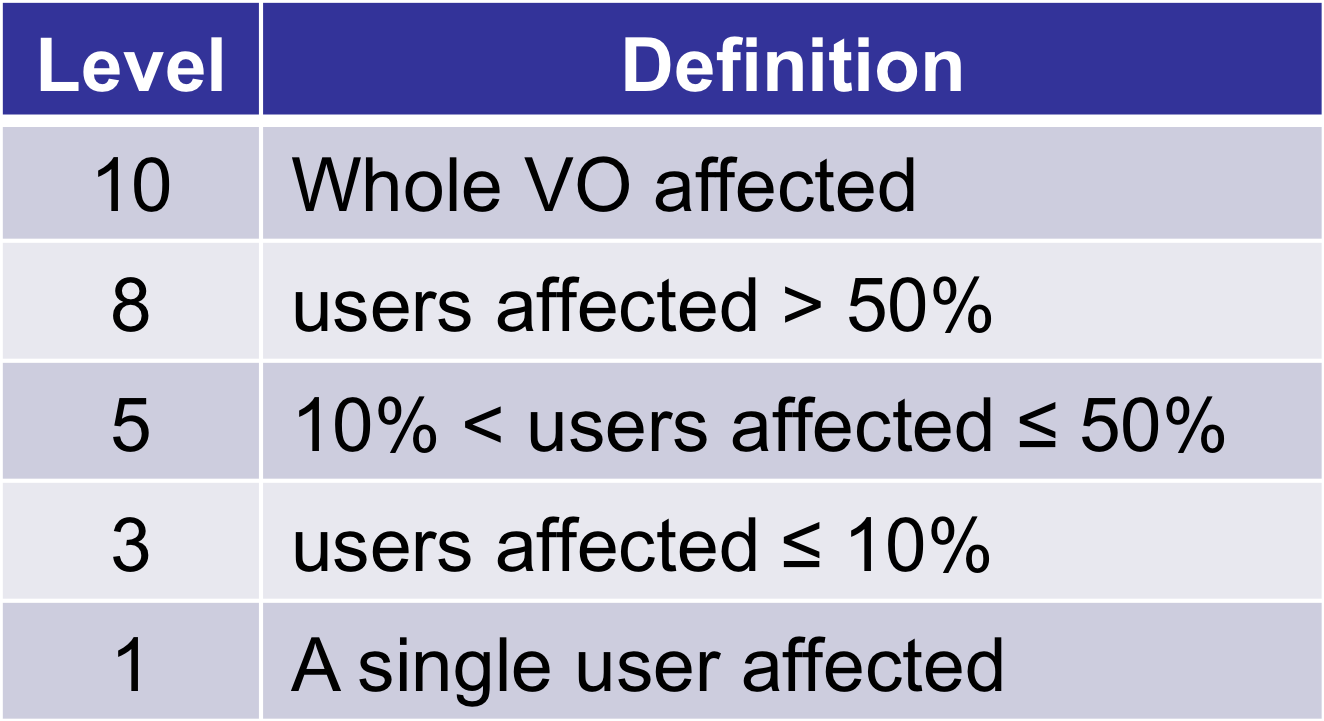 Level Definition
10 Whole VO affected
8 users affected > 50%
5 10% < users affected ≤ 50%
3 users affected ≤ 10%
1 A single user affected